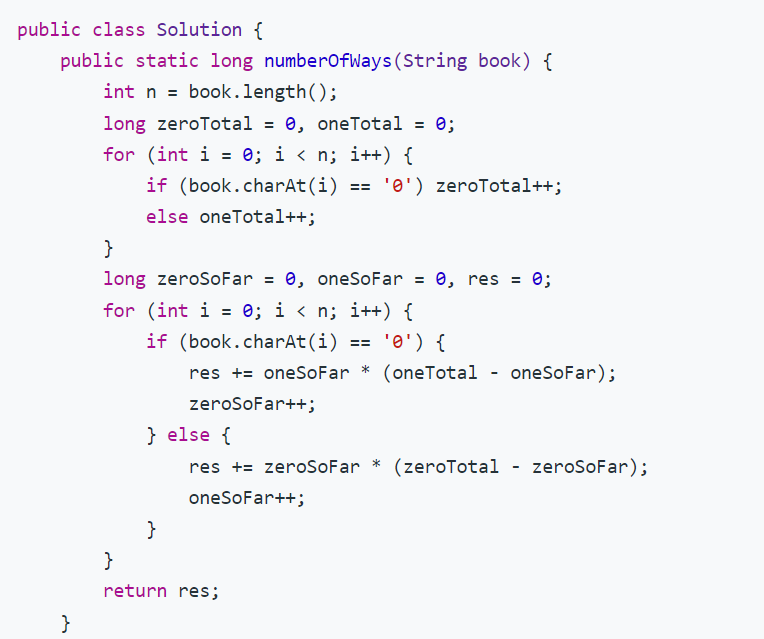 public class Solution {
    public static long numberOfWays(String book) {
        int n = book.length();
        long zeroTotal = 0, oneTotal = 0;
        for (int i = 0; i < n; i++) {
            if (book.charAt(i) == '0') zeroTotal++;
            else oneTotal++;
        }
        long zeroSoFar = 0, oneSoFar = 0, res = 0;
        for (int i = 0; i < n; i++) {
            if (book.charAt(i) == '0') {
                res += oneSoFar * (oneTotal - oneSoFar);
                zeroSoFar++;
            } else {
                res += zeroSoFar * (zeroTotal - zeroSoFar);
                oneSoFar++;
            }
        }
        return res;
    }